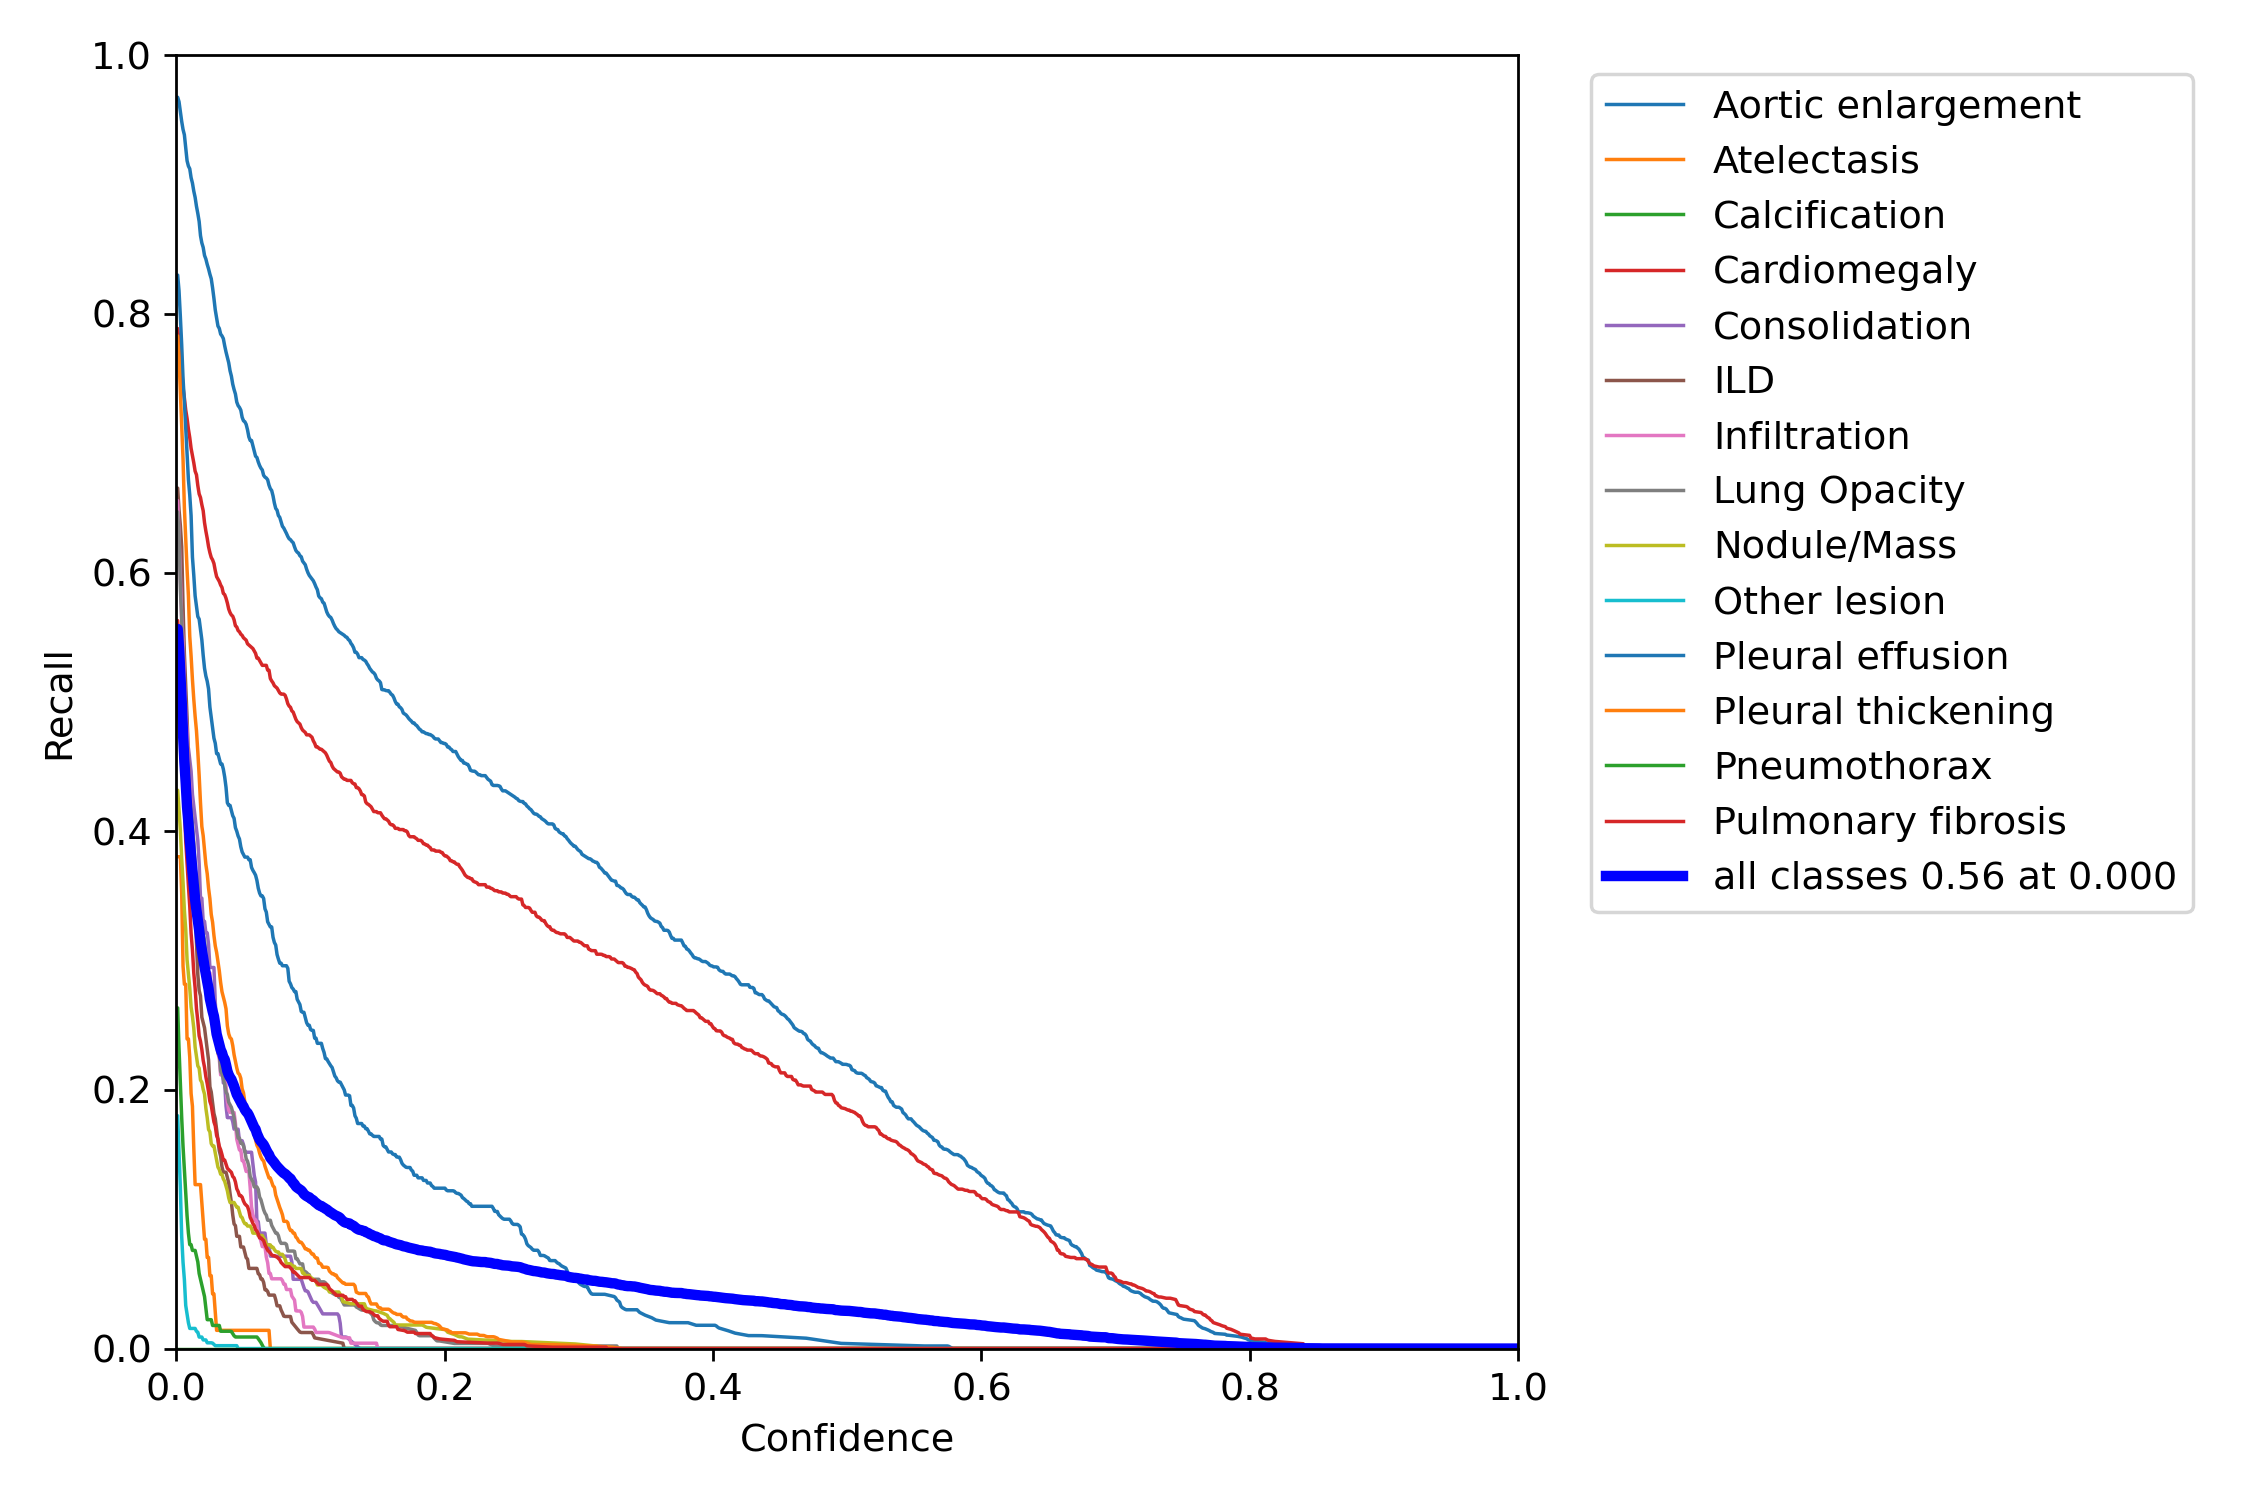 1.0
0.8
0.6
0.4
0.2
0.0
Recall
0.0 0.2 0.4 0.6 0.8 1.0
Confidence
Aortic enlargement
Atelectasis
Calcification
Cardiomegaly
Consolidation
ILD
Infiltration
Lung Opacity
Nodule/Mass
Other lesion
Pleural effusion
Pleural thickening
Pneumothorax
Pulmonary fibrosis
all classes 0.56 at 0.000